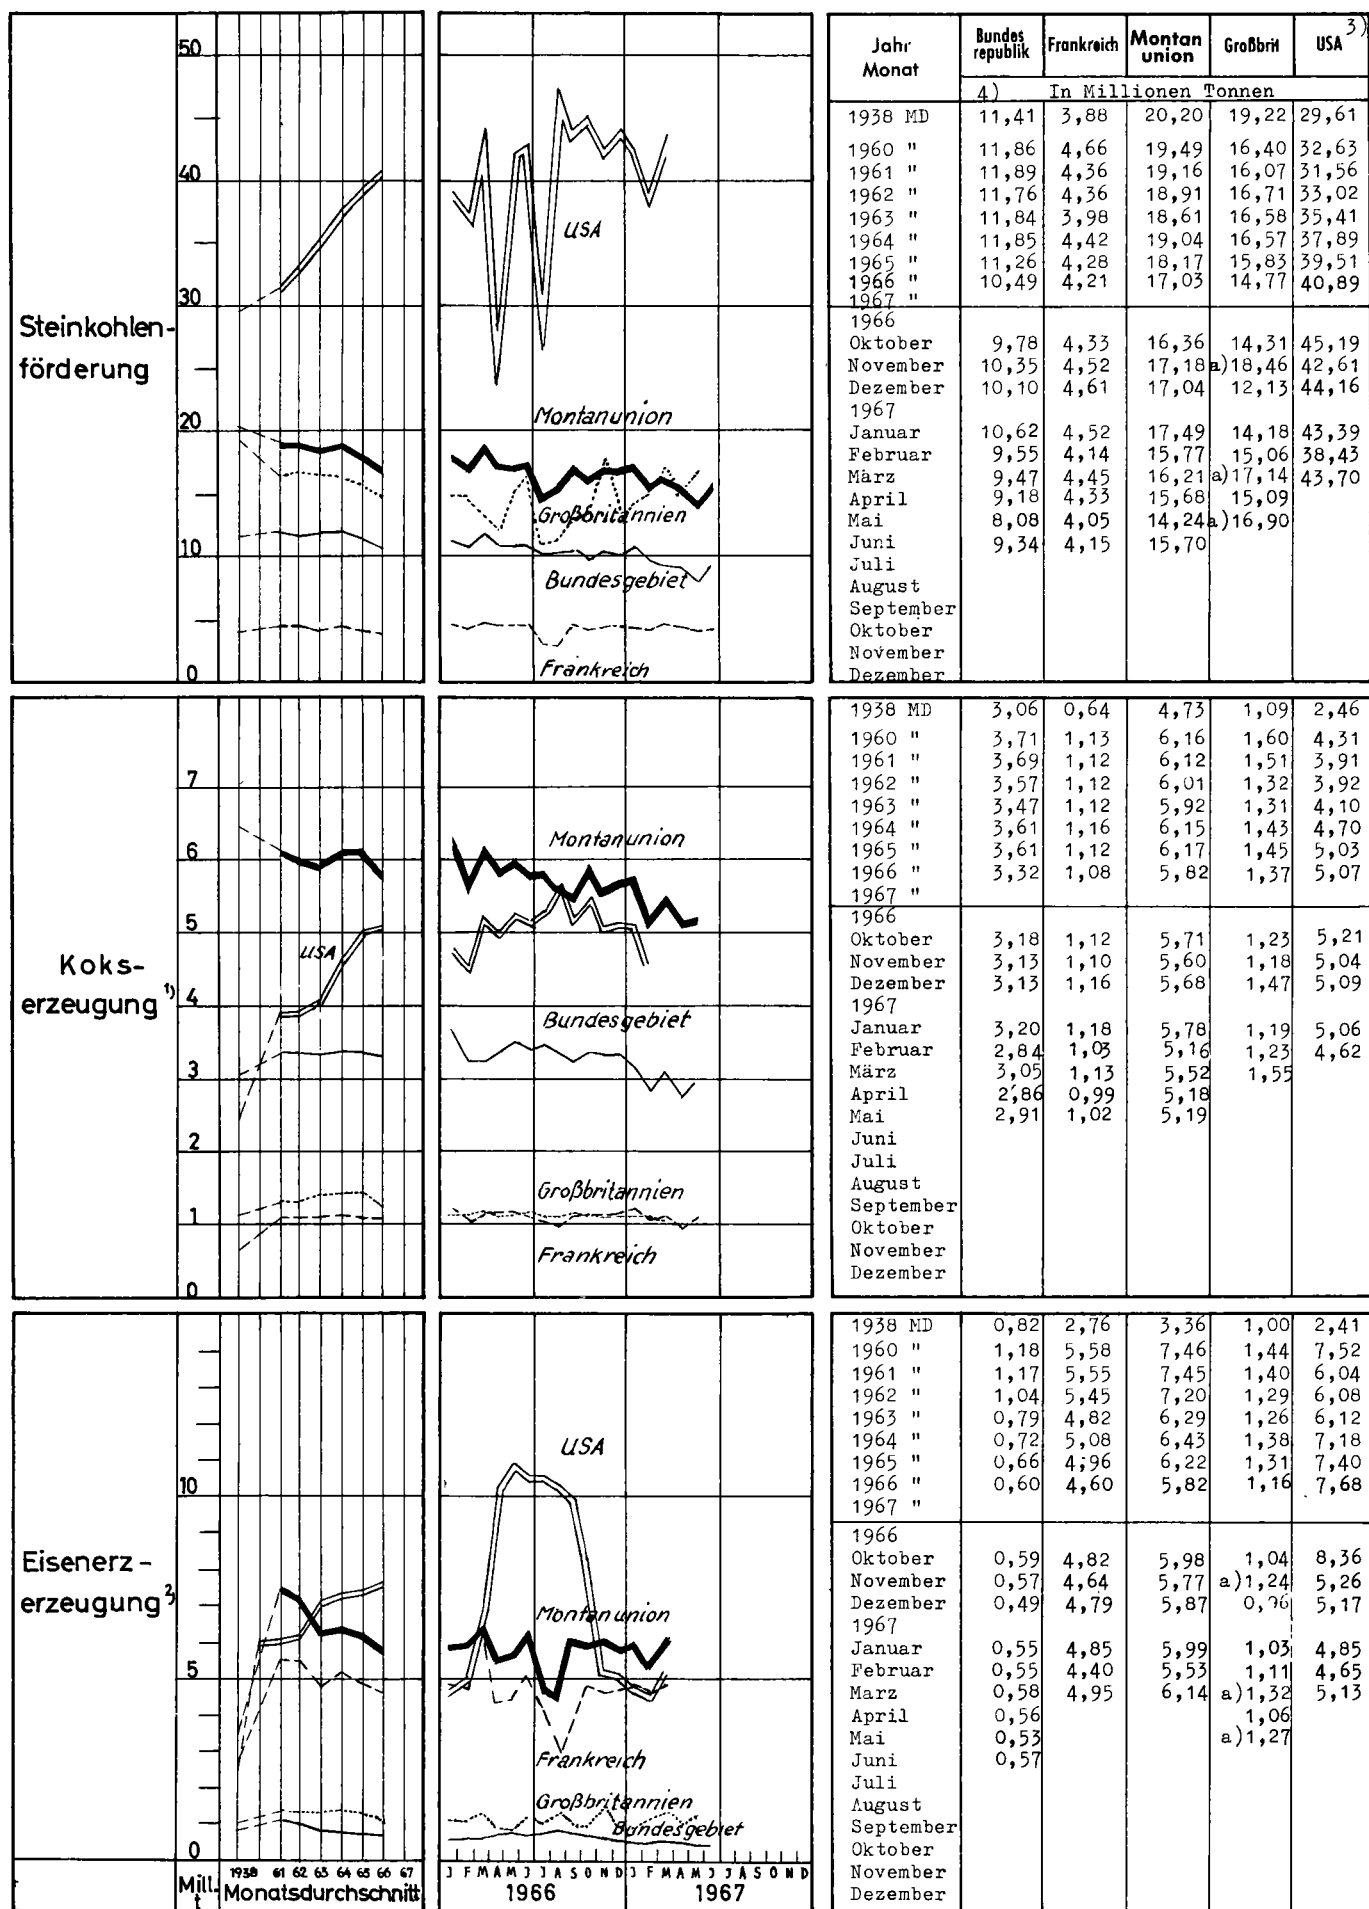 Jahr Monat | Bundes republik | Frankreich | Montan union | Großbrit | USA 3)
4) In Millionen Tonnen
Steinkohlen-
förderung
50
40
30
20
10
0
USA
Montanunion
Großbritannien
Bundesgebiet
Frankreich
1938 MD 11,41 3,88 20,20 19,22 29,61
1960 " 11,86 4,66 19,49 16,40 32,63
1961 " 11,89 4,36 19,16 16,07 31,56
1962 " 11,76 4,36 18,91 16,71 33,02
1963 " 11,84 3,98 18,61 16,58 35,41
1964 " 11,85 4,42 19,04 16,57 37,89
1965 " 11,26 4,28 18,17 15,83 39,51
1966 " 10,49 4,21 17,03 14,77 40,89
1967 "
1966
Oktober 9,78 4,33 16,36 14,31 45,19
November 10,35 4,52 17,18 a)18,46 42,61
Dezember 10,10 4,61 17,04 12,13 44,16
1967
Januar 10,62 4,52 17,49 14,18 43,39
Februar 9,55 4,14 15,77 15,06 38,43
März 9,47 4,45 16,21 a)17,14 43,70
April 9,18 4,33 15,68 15,09
Mai 8,08 4,05 14,24 a)16,90
Juni 9,34 4,15 15,70
Juli
August
September
Oktober
November
Dezember
Koks-
erzeugung 1)
7
6
5
4
3
2
1
0
USA
Montanunion
Bundesgebiet
Großbritannien
Frankreich
1938 MD 3,06 0,64 4,73 1,09 2,46
1960 " 3,71 1,13 6,16 1,60 4,31
1961 " 3,69 1,12 6,12 1,51 3,91
1962 " 3,57 1,12 6,01 1,32 3,92
1963 " 3,47 1,12 5,92 1,31 4,10
1964 " 3,61 1,16 6,15 1,43 4,70
1965 " 3,61 1,12 6,17 1,45 5,03
1966 " 3,32 1,08 5,82 1,37 5,07
1967 "
1966
Oktober 3,18 1,12 5,71 1,23 5,21
November 3,13 1,10 5,60 1,18 5,04
Dezember 3,13 1,16 5,68 1,47 5,09
1967
Januar 3,20 1,18 5,78 1,19 5,06
Februar 2,84 1,03 5,16 1,23 4,62
März 3,05 1,13 5,52 1,55
April 2,86 0,99 5,18
Mai 2,91 1,02 5,19
Juni
Juli
August
September
Oktober
November
Dezember
Eisenerz-
erzeugung 2)
10
5
0
USA
Montanunion
Frankreich
Großbritannien
Bundesgebiet
1938 MD 0,82 2,76 3,36 1,00 2,41
1960 " 1,18 5,58 7,46 1,44 7,52
1961 " 1,17 5,55 7,45 1,40 6,04
1962 " 1,04 5,45 7,20 1,29 6,08
1963 " 0,79 4,82 6,29 1,26 6,12
1964 " 0,72 5,08 6,43 1,38 7,18
1965 " 0,66 4,96 6,22 1,31 7,40
1966 " 0,60 4,60 5,82 1,16 7,68
1967 "
1966
Oktober 0,59 4,82 5,98 1,04 8,36
November 0,57 4,64 5,77 a)1,24 5,26
Dezember 0,49 4,79 5,87 5,17
1967
Januar 0,55 4,85 5,99 1,03 4,85
Februar 0,55 4,40 5,53 1,11 4,65
Marz 0,58 4,95 6,14 a)1,32 5,13
April 0,56 1,06
Mai 0,53 a)1,27
Juni 0,57
Juli
August
September
Oktober
November
Dezember
Mill. t
1938 61 62 63 64 65 66 67
Monatsdurchschnitt
J F M A M J J A S O N D J F M A M J J A S O N D
1966 1967